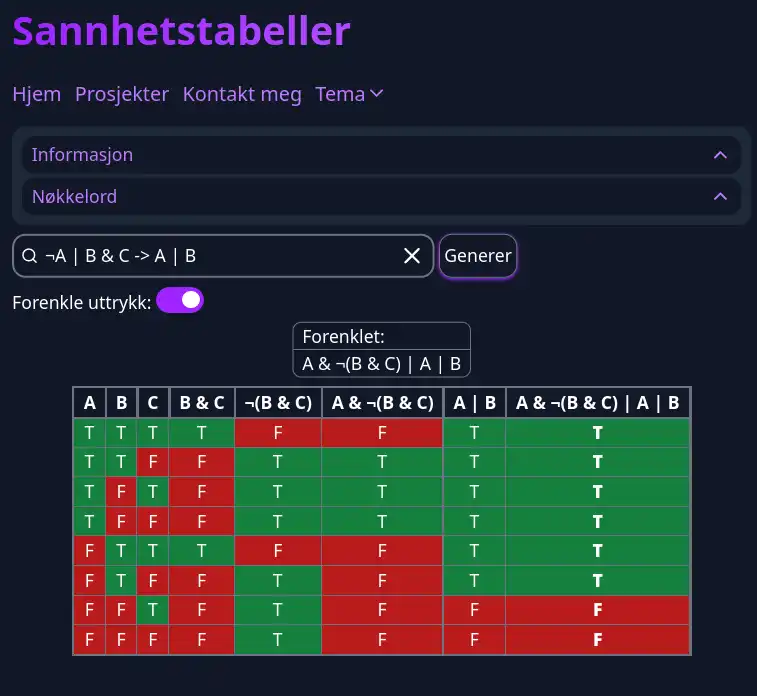 Sannhetstabeller
Hjem Prosjekter Kontakt meg Tema
Informasjon
Nøkkelord
¬A | B & C -> A | B
Generer
Forenkle uttrykk:
Forenklet:
A & ¬(B & C) | A | B
A B C B & C ¬(B & C) A & ¬(B & C) A | B A & ¬(B & C) | A | B
T T T T F F T T
T T F F T T T T
T F T F T T T T
T F F F T T T T
F T T T F F T T
F T F F T F T T
F F T F T F F F
F F F F T F F F